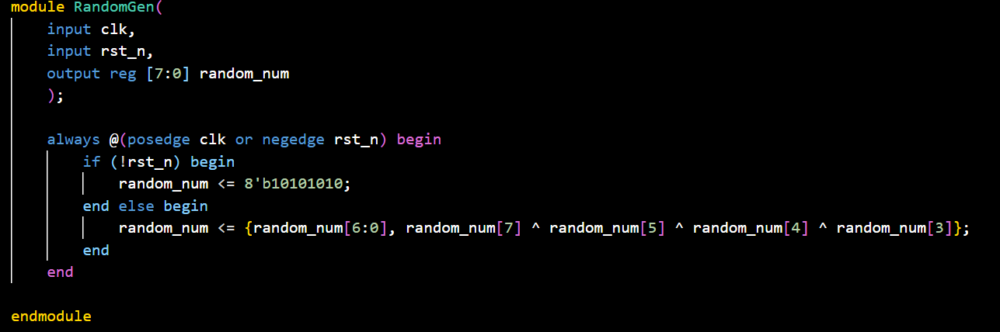 module RandomGen(
input clk,
input rst_n,
output reg [7:0] random_num
);
always @(posedge clk or negedge rst_n) begin
if (!rst_n) begin
random_num <= 8'b10101010;
end else begin
random_num <= {random_num[6:0], random_num[7] ^ random_num[5] ^ random_num[4] ^ random_num[3]};
end
end
endmodule